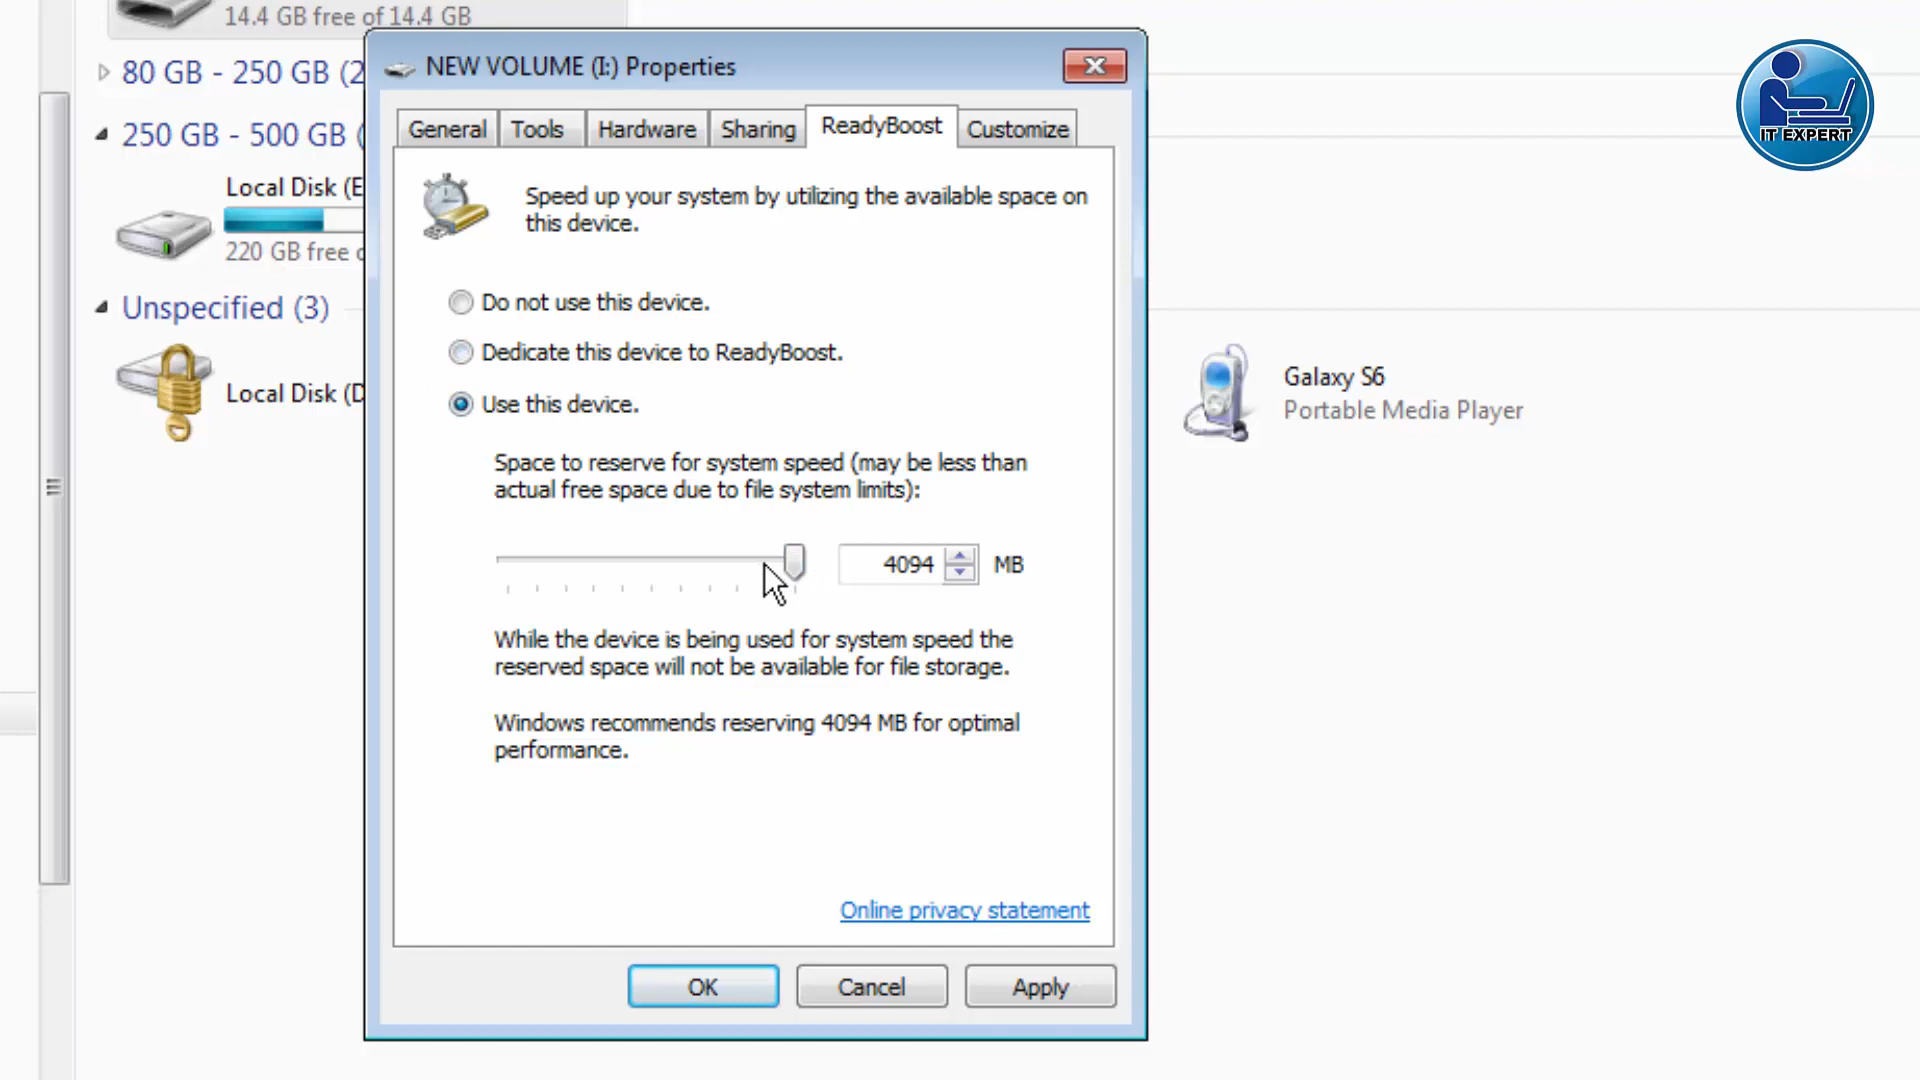 14.4 GB free of 14.4 GB
80 GB - 250 GB (2
250 GB - 500 GB (
Local Disk (E
220 GB free o
Unspecified (3)
Local Disk (D
NEW VOLUME (I:) Properties
General
Tools
Hardware
Sharing
ReadyBoost
Customize
Speed up your system by utilizing the available space on
this device.
Do not use this device.
Dedicate this device to ReadyBoost.
Use this device.
Space to reserve for system speed (may be less than
actual free space due to file system limits):
4094 MB
While the device is being used for system speed the
reserved space will not be available for file storage.
Windows recommends reserving 4094 MB for optimal
performance.
Online privacy statement
OK
Cancel
Apply
Galaxy S6
Portable Media Player
IT EXPERT